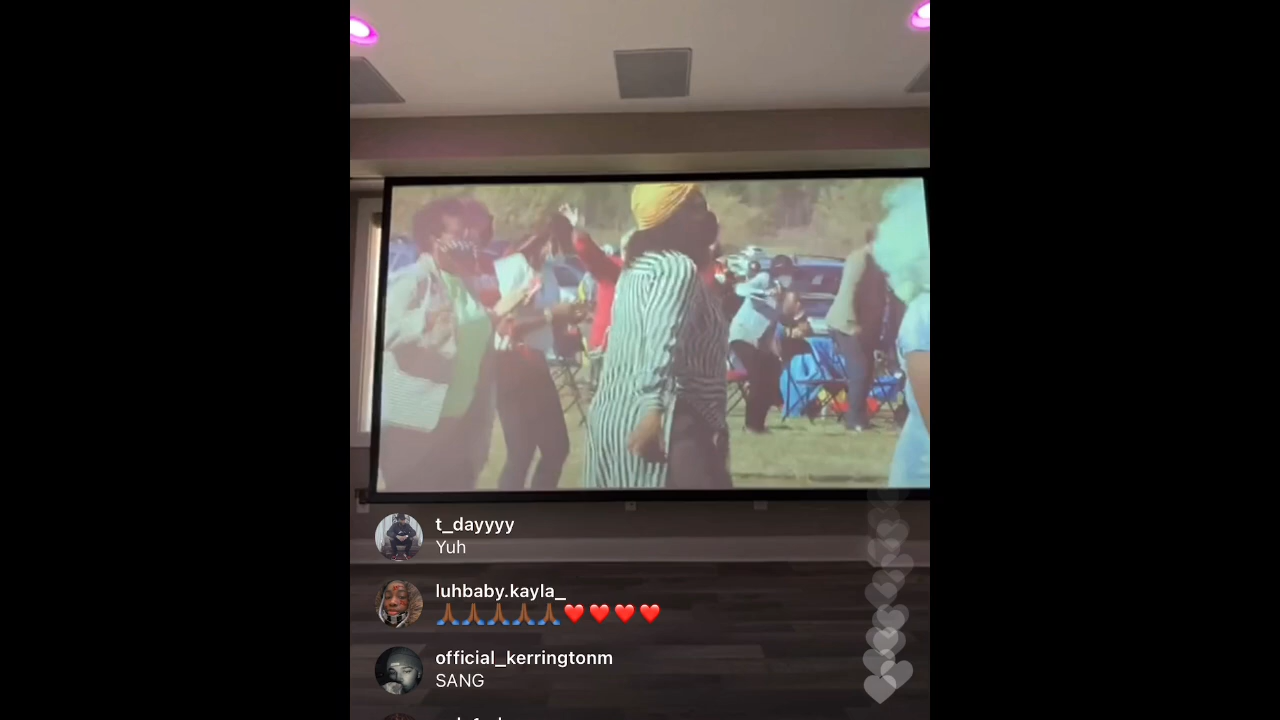 t_dayyyy
Yuh
luhbaby.kayla_
🙏🏾🙏🏾🙏🏾🙏🏾🙏🏾❤️❤️❤️❤️
official_kerringtonm
SANG